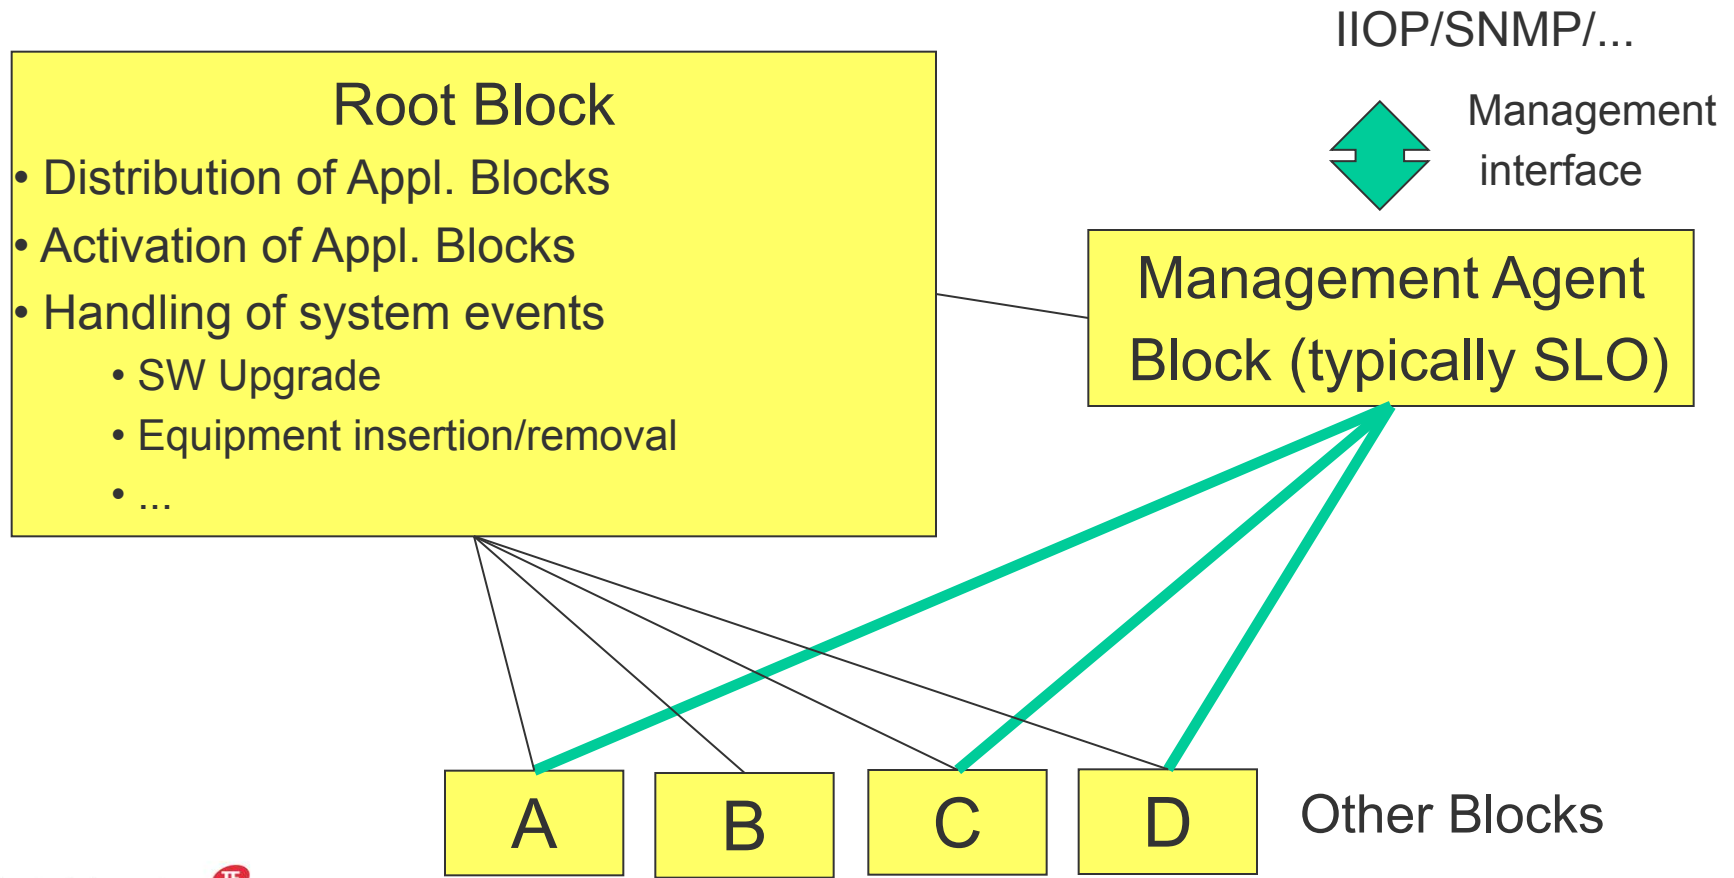 IIOP/SNMP/...
Management
interface
Root Block
• Distribution of Appl. Blocks
• Activation of Appl. Blocks
• Handling of system events
• SW Upgrade
• Equipment insertion/removal
• ...
Management Agent
Block (typically SLO)
A
B
C
D
Other Blocks